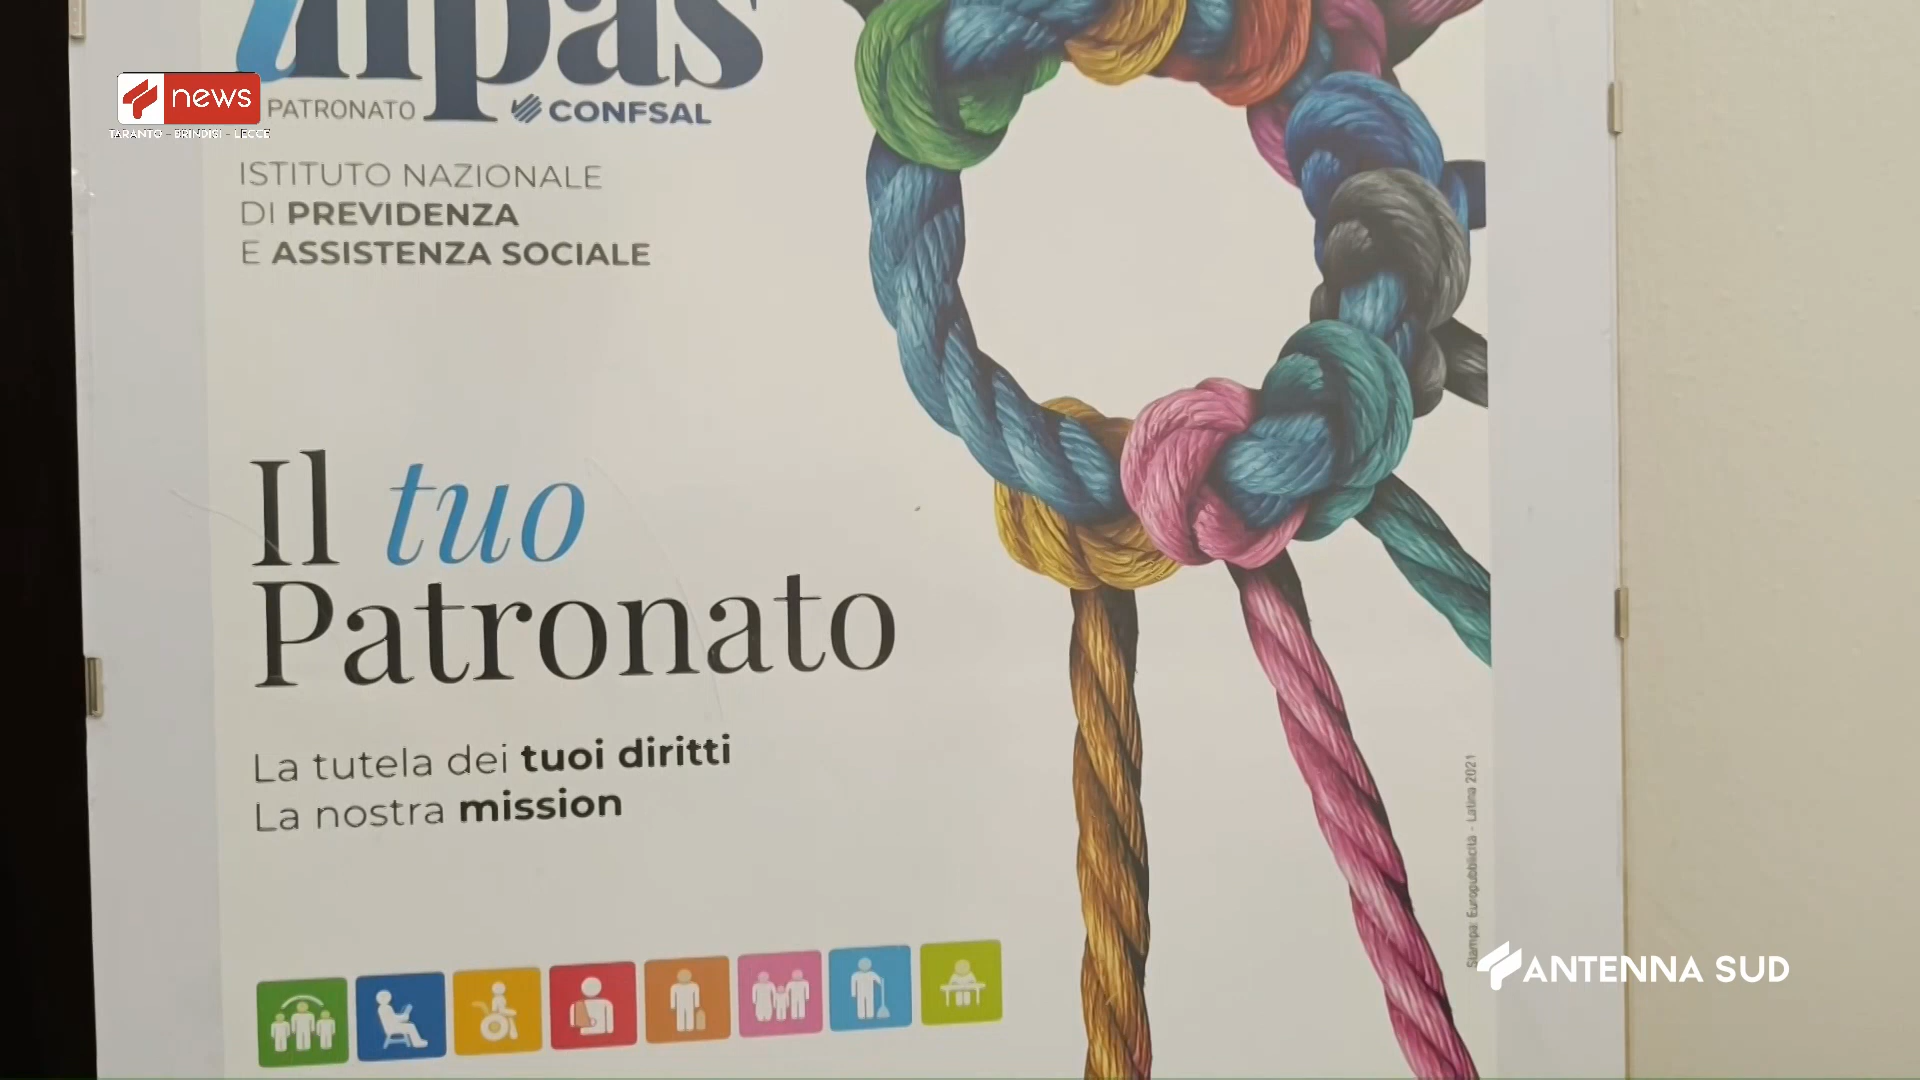 inpas
PATRONATO CONFSAL
news
TARANTO - BRINDISI - LECCE
ISTITUTO NAZIONALE
DI PREVIDENZA
E ASSISTENZA SOCIALE
Il tuo
Patronato
La tutela dei tuoi diritti
La nostra mission
Stampa: Europubblicità - Latina 2021
ANTENNA SUD